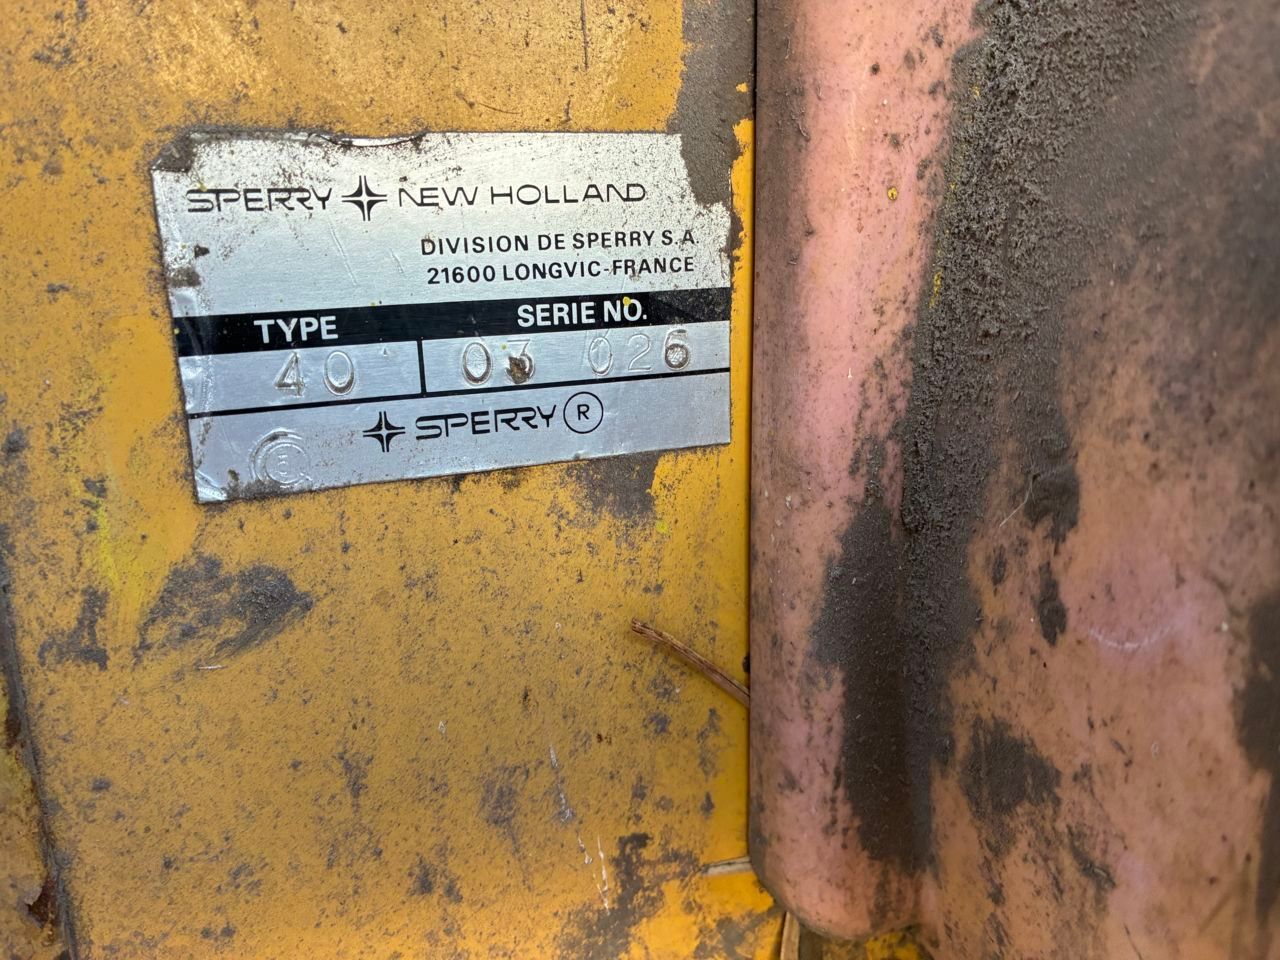 SPERRY NEW HOLLAND
DIVISION DE SPERRY S.A.
21600 LONGVIC-FRANCE
TYPE SERIE NO.
40 03 026
SPERRY ®